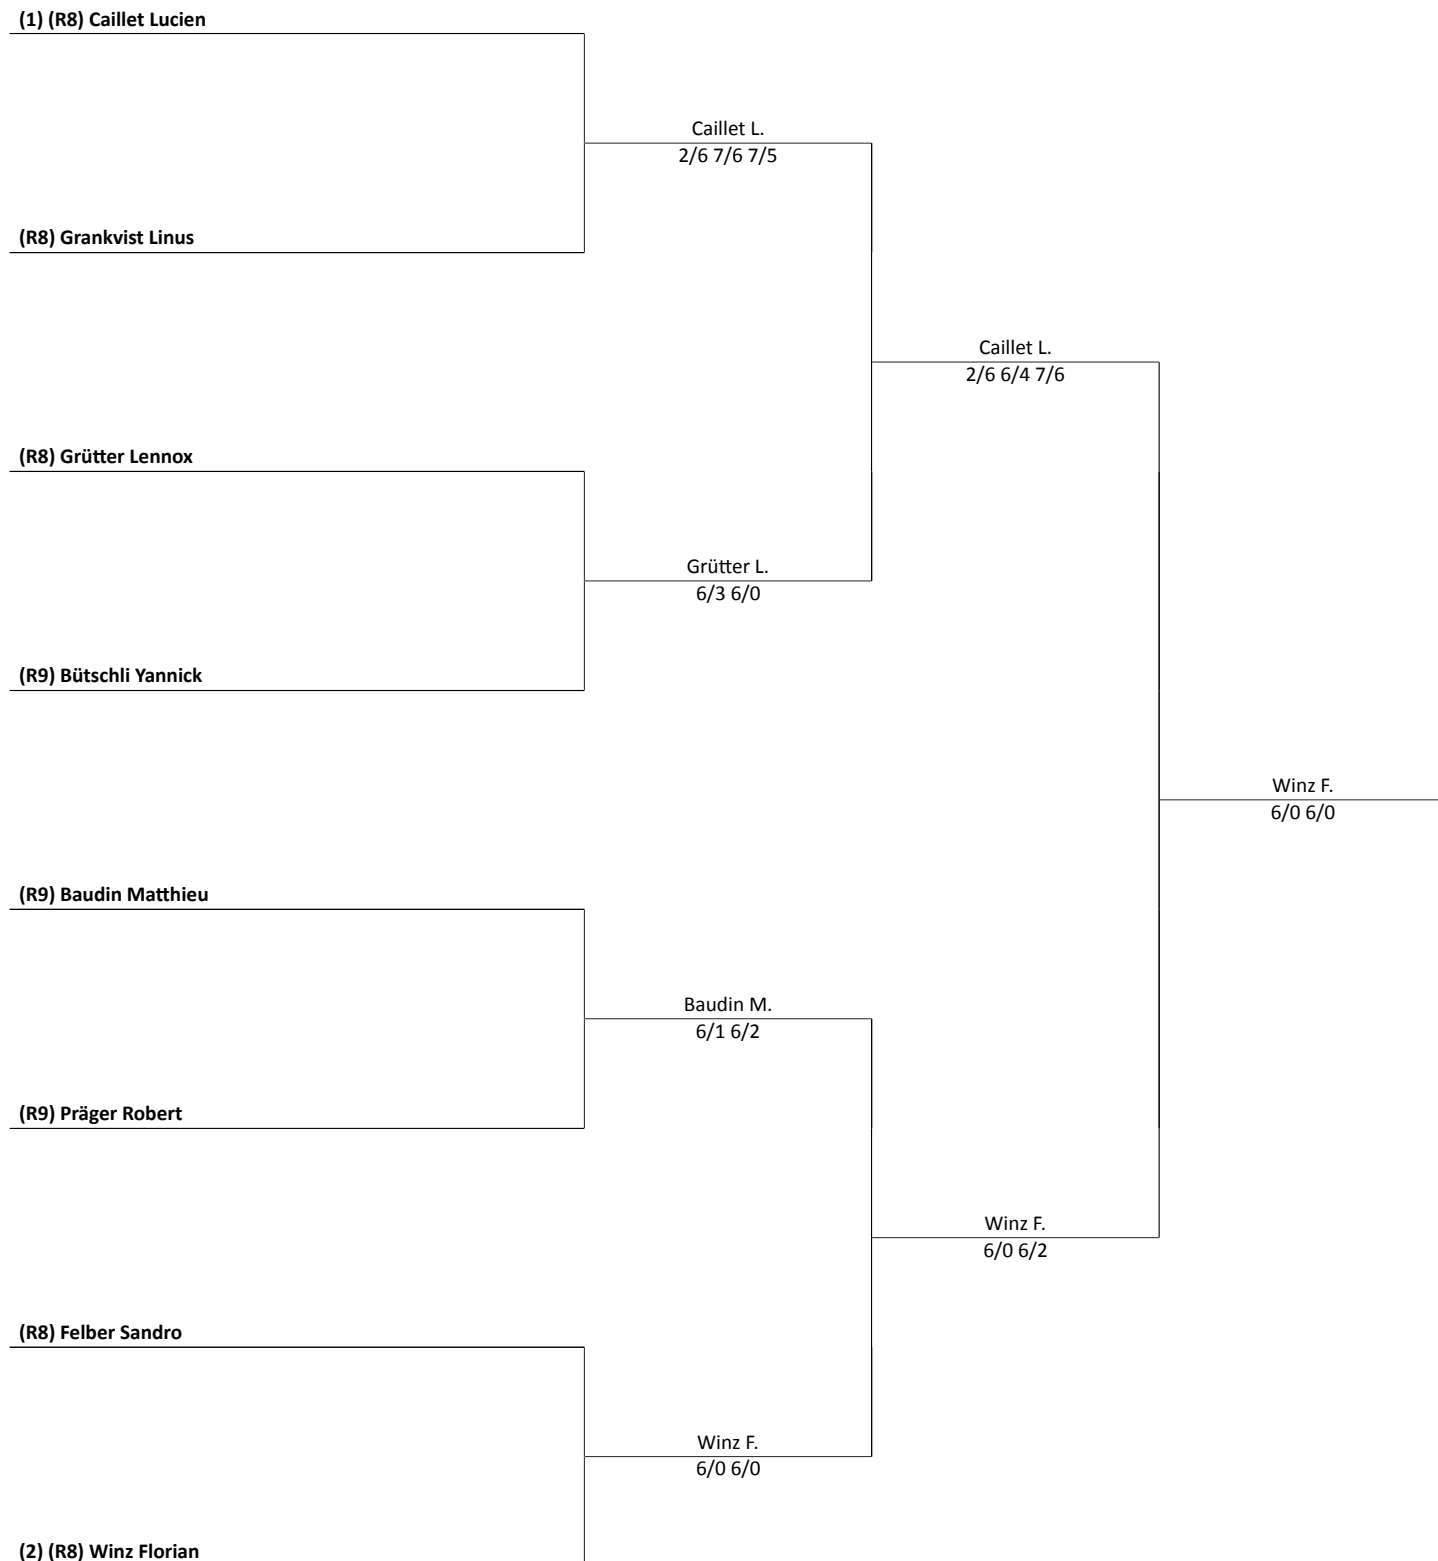 (1) (R8) Caillet Lucien
Caillet L.
2/6 7/6 7/5
(R8) Grankvist Linus
Caillet L.
2/6 6/4 7/6
(R8) Grütter Lennox
Grütter L.
6/3 6/0
(R9) Bütschli Yannick
Winz F.
6/0 6/0
(R9) Baudin Matthieu
Baudin M.
6/1 6/2
(R9) Präger Robert
Winz F.
6/0 6/2
(R8) Felber Sandro
Winz F.
6/0 6/0
(2) (R8) Winz Florian